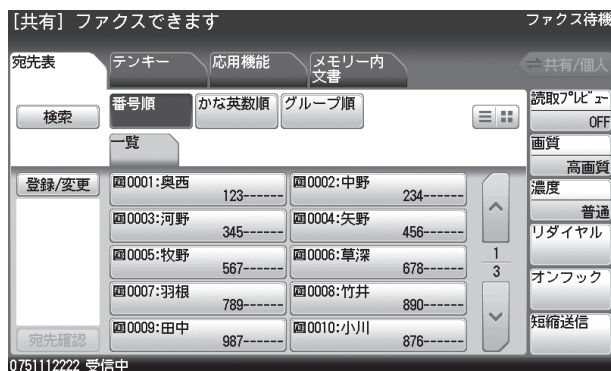 [共有] ファクスできます
ファクス待機
宛先表
テンキー
応用機能
メモリー内
文書
共有/個人
検索
番号順
かな英数順
グループ順
読取プレビュー
OFF
一覧
画質
高画質
登録/変更
0001:奥西
123------
0002:中野
234------
濃度
普通
0003:河野
345------
0004:矢野
456------
リダイヤル
0005:牧野
567------
0006:草深
678------
1
3
オンフック
0007:羽根
789------
0008:竹井
890------
短縮送信
宛先確認
0009:田中
987------
0010:小川
876------
0751112222 受信中